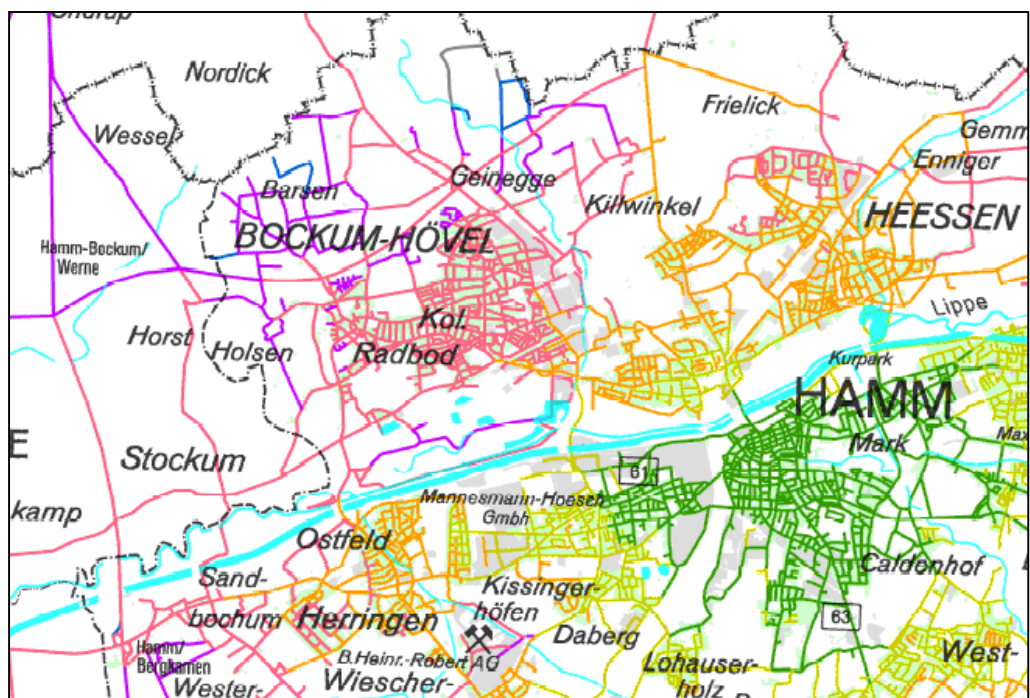 Nordick
Wessel
Frielick
Gemm
Enniger
Barsen
Geinegge
Killwinkel
HEESSEN
BOCKUM-HÖVEL
Hamm-Bockum/
Werne
Lippe
Horst
Holsen
Kol.
Radbod
Kurpark
HAMM
E
Stockum
Mark
Max
61
kamp
Mannesmann-Hoesch
Gmbh
Ostfeld
Caldenhof
Sand-
bochum
Herringen
Kissinger-
höfen
63
Daberg
Hamm/
Bergkamen
B.Heinr.-Robert AG
Lohauser-
holz
West-
Wester-
Wiescher-